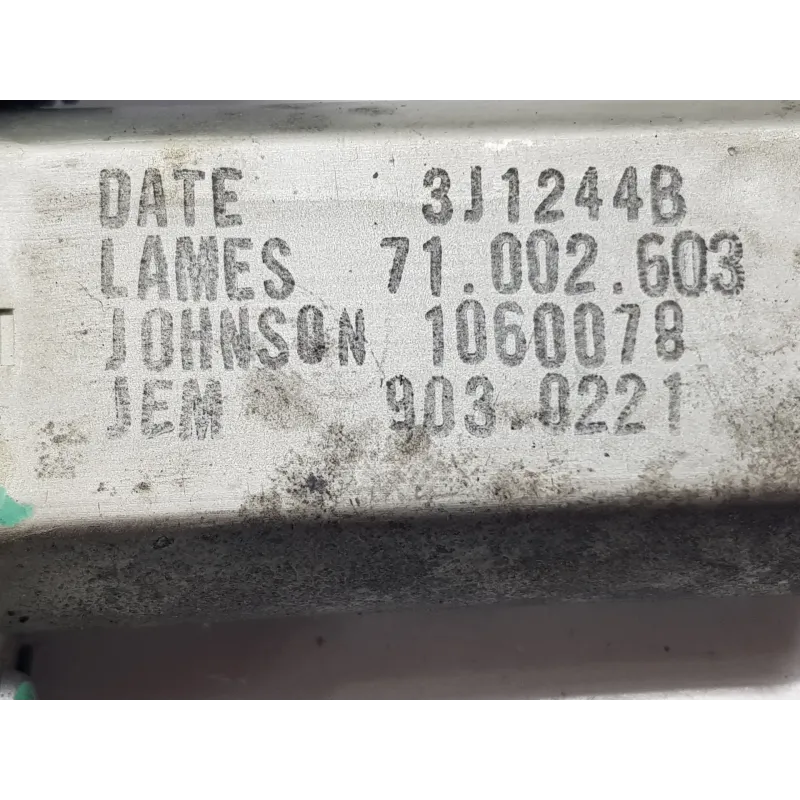 DATE 3J1244B
LAMES 71.002.603
JOHNSON 1060078
JEM 903.0221